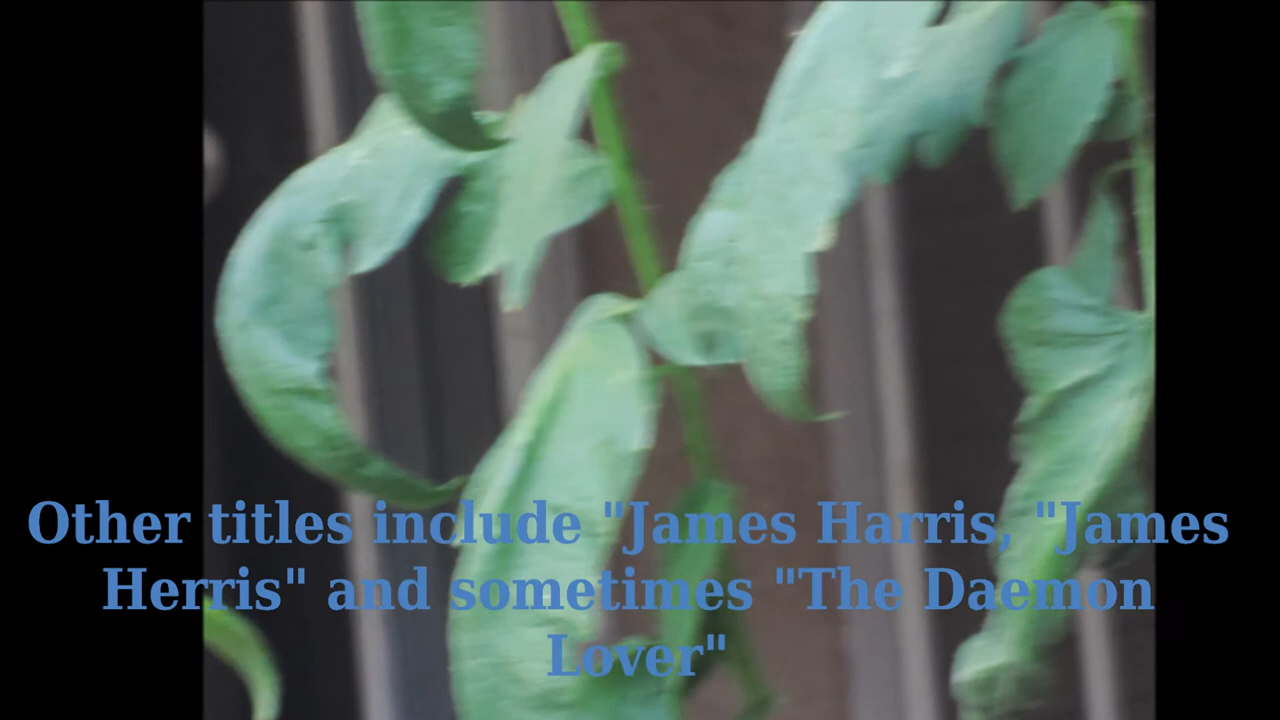 Other titles include "James Harris, "James
Herris" and sometimes "The Daemon
Lover"